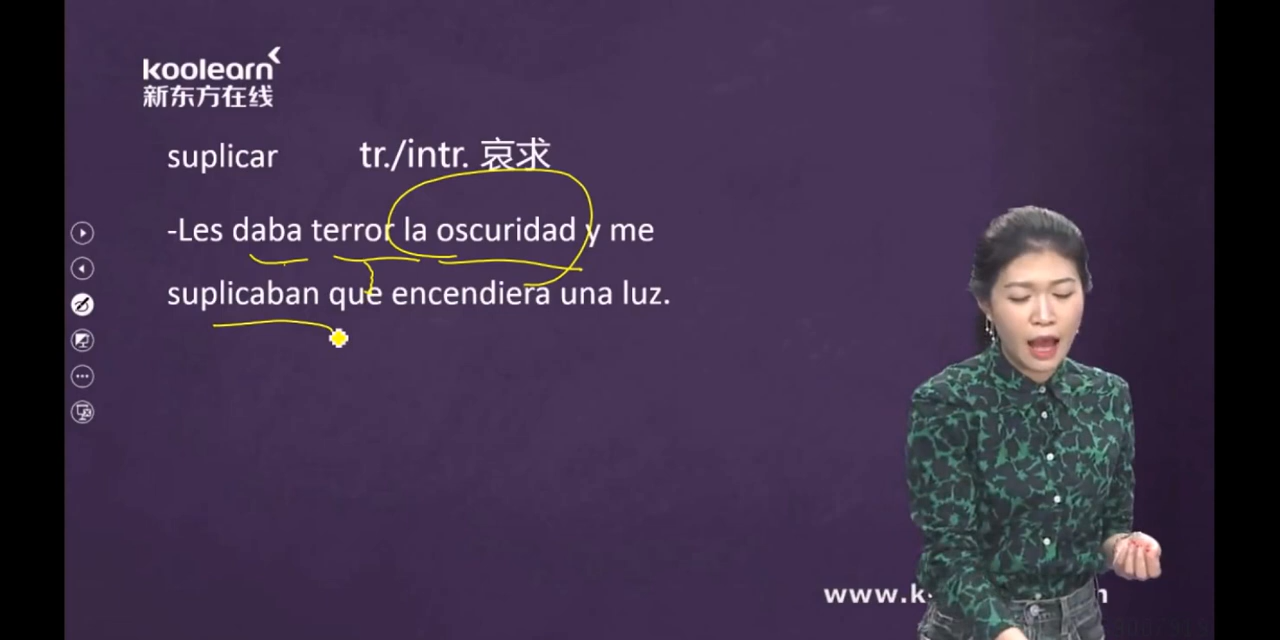 koolearn
新东方在线
suplicar tr./intr. 哀求
-Les daba terror la oscuridad y me
suplicaban que encendiera una luz.